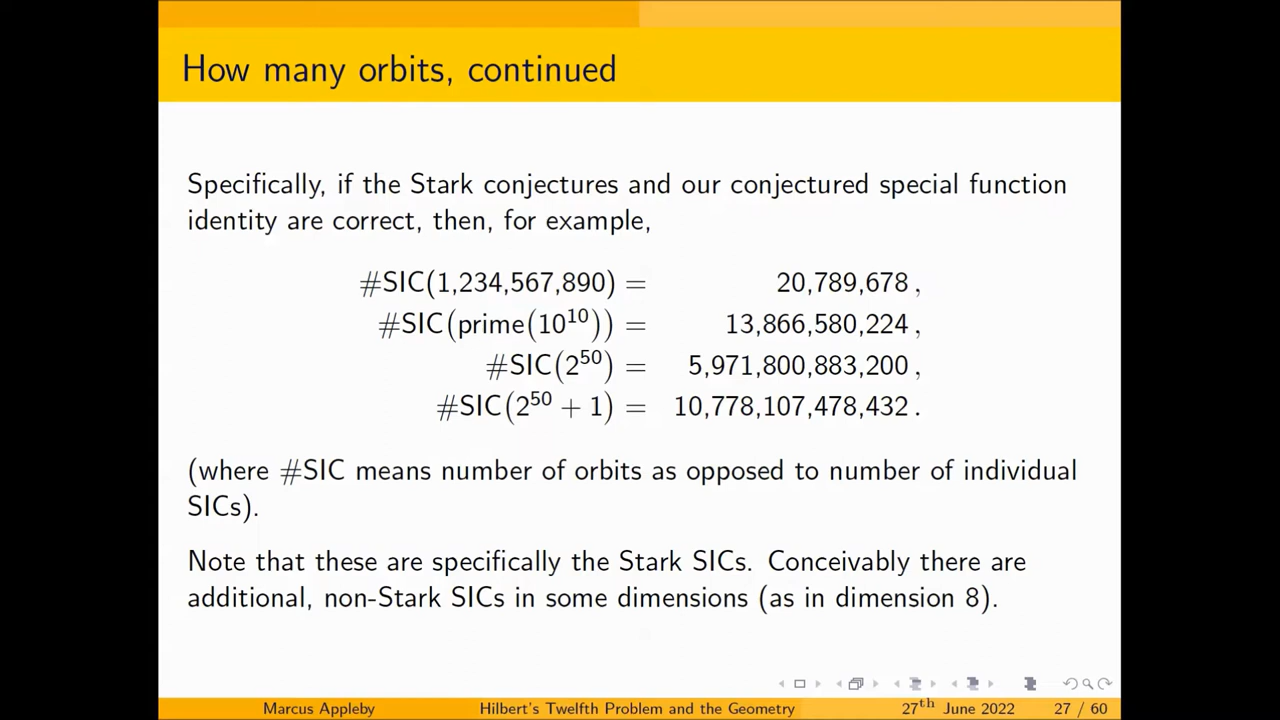 How many orbits, continued
Specifically, if the Stark conjectures and our conjectured special function
identity are correct, then, for example,
#SIC(1,234,567,890) = 20,789,678 ,
#SIC(prime(10¹⁰)) = 13,866,580,224 ,
#SIC(2⁵⁰) = 5,971,800,883,200 ,
#SIC(2⁵⁰ + 1) = 10,778,107,478,432 .
(where #SIC means number of orbits as opposed to number of individual
SICs).
Note that these are specifically the Stark SICs. Conceivably there are
additional, non-Stark SICs in some dimensions (as in dimension 8).
Marcus Appleby Hilbert's Twelfth Problem and the Geometry 27ᵗʰ June 2022 27 / 60